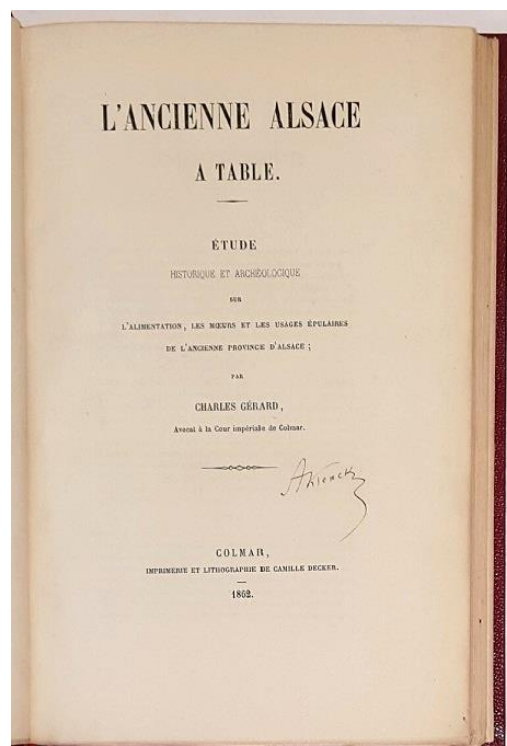 L'ANCIENNE ALSACE
A TABLE.
ÉTUDE
HISTORIQUE ET ARCHÉOLOGIQUE
SUR
L'ALIMENTATION, LES MŒURS ET LES USAGES ÉPULAIRES
DE L'ANCIENNE PROVINCE D'ALSACE ;
PAR
CHARLES GÉRARD,
Avocat à la Cour impériale de Colmar.
COLMAR,
IMPRIMERIE ET LITHOGRAPHIE DE CAMILLE DECKER.
1862.